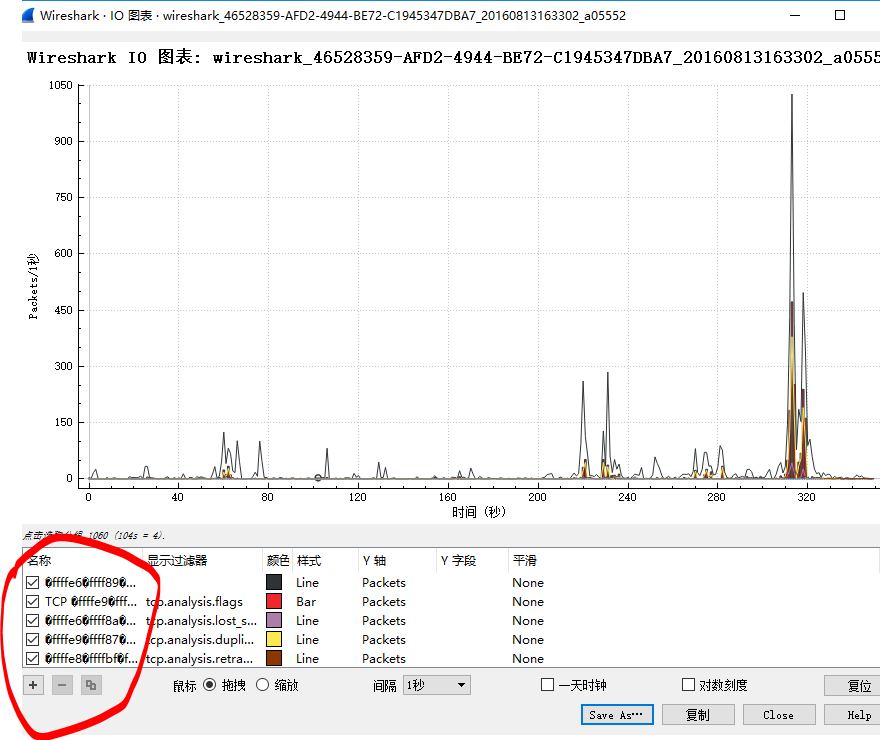 Wireshark · IO 图表 · wireshark_46528359-AFD2-4944-BE72-C1945347DBA7_20160813163302_a05552
Wireshark IO 图表: wireshark_46528359-AFD2-4944-BE72-C1945347DBA7_20160813163302_a0555
1050
900
750
600
450
300
150
0
Packets/1秒
0 40 80 120 160 200 240 280 320
时间 (秒)
1060 (104s = 4).
名称 显示过滤器 颜色 样式 Y 轴 Y 字段 平滑
�ffffe6�ffff89�... Line Packets None
TCP �ffffe9�fff... tcp.analysis.flags Bar Packets None
�ffffe6�ffff8a�... tcp.analysis.lost_s... Line Packets None
�ffffe9�ffff87�... tcp.analysis.dupli... Line Packets None
�ffffe8�ffffbf�f... tcp.analysis.retra... Line Packets None
鼠标 拖拽 缩放 间隔 1秒 一天时钟 对数刻度 复位
Save As… 复制 Close Help